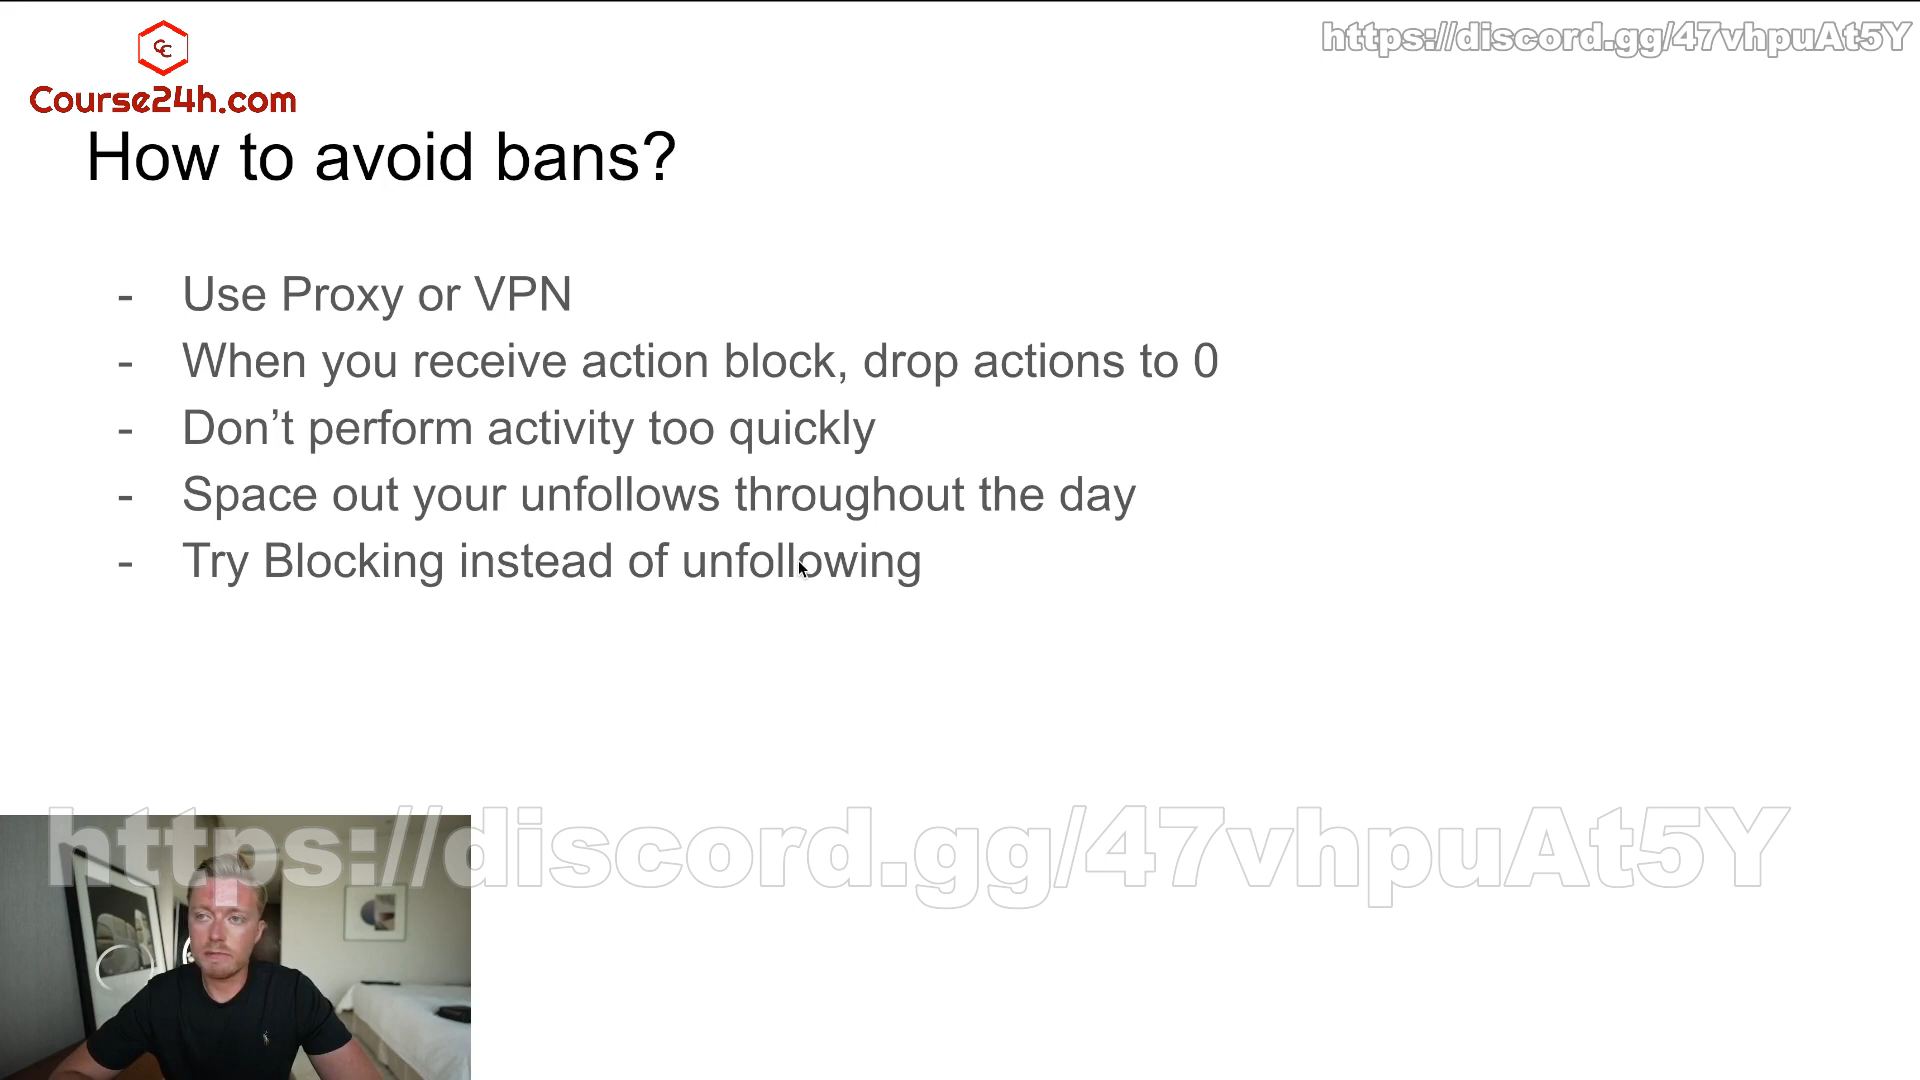 https://discord.gg/47vhpuAt5Y
CC
Course24h.com
How to avoid bans?
- Use Proxy or VPN
- When you receive action block, drop actions to 0
- Don’t perform activity too quickly
- Space out your unfollows throughout the day
- Try Blocking instead of unfollowing
https://discord.gg/47vhpuAt5Y